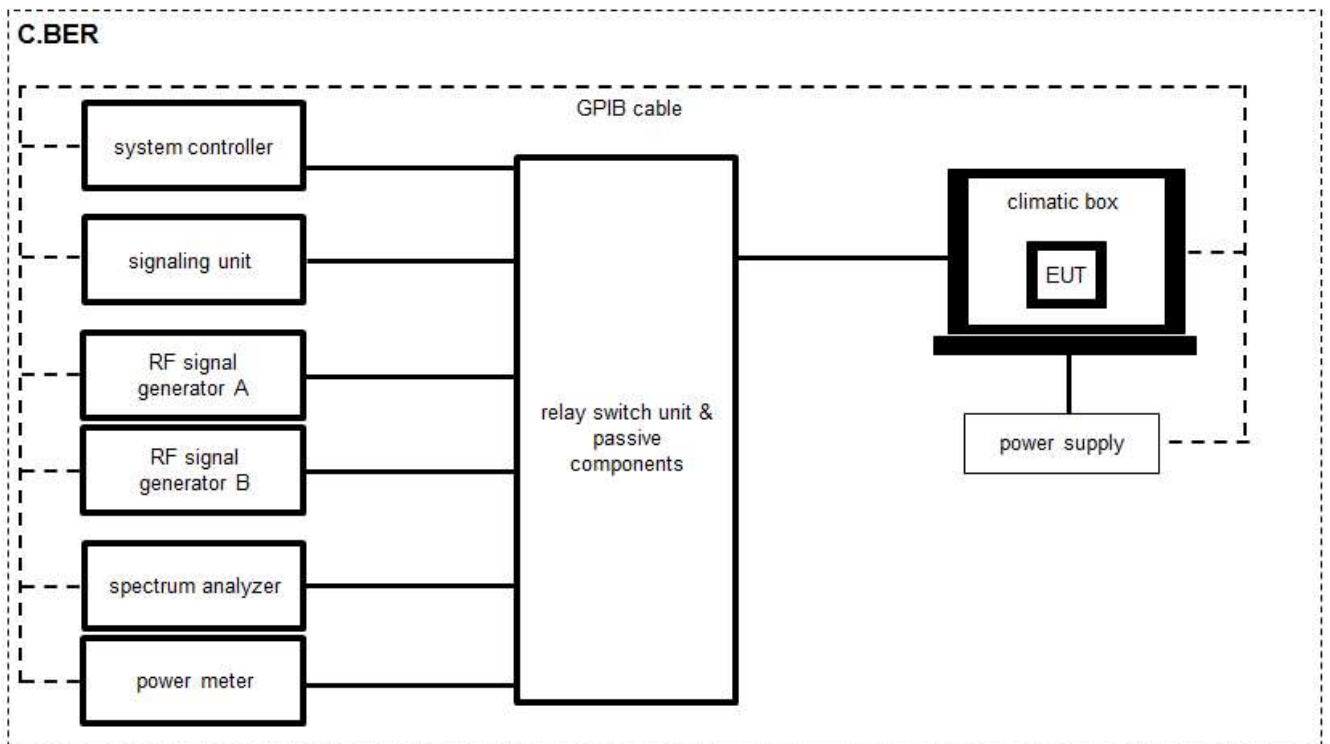 C.BER
GPIB cable
system controller
signaling unit
RF signal
generator A
RF signal
generator B
spectrum analyzer
power meter
relay switch unit &
passive
components
climatic box
EUT
power supply